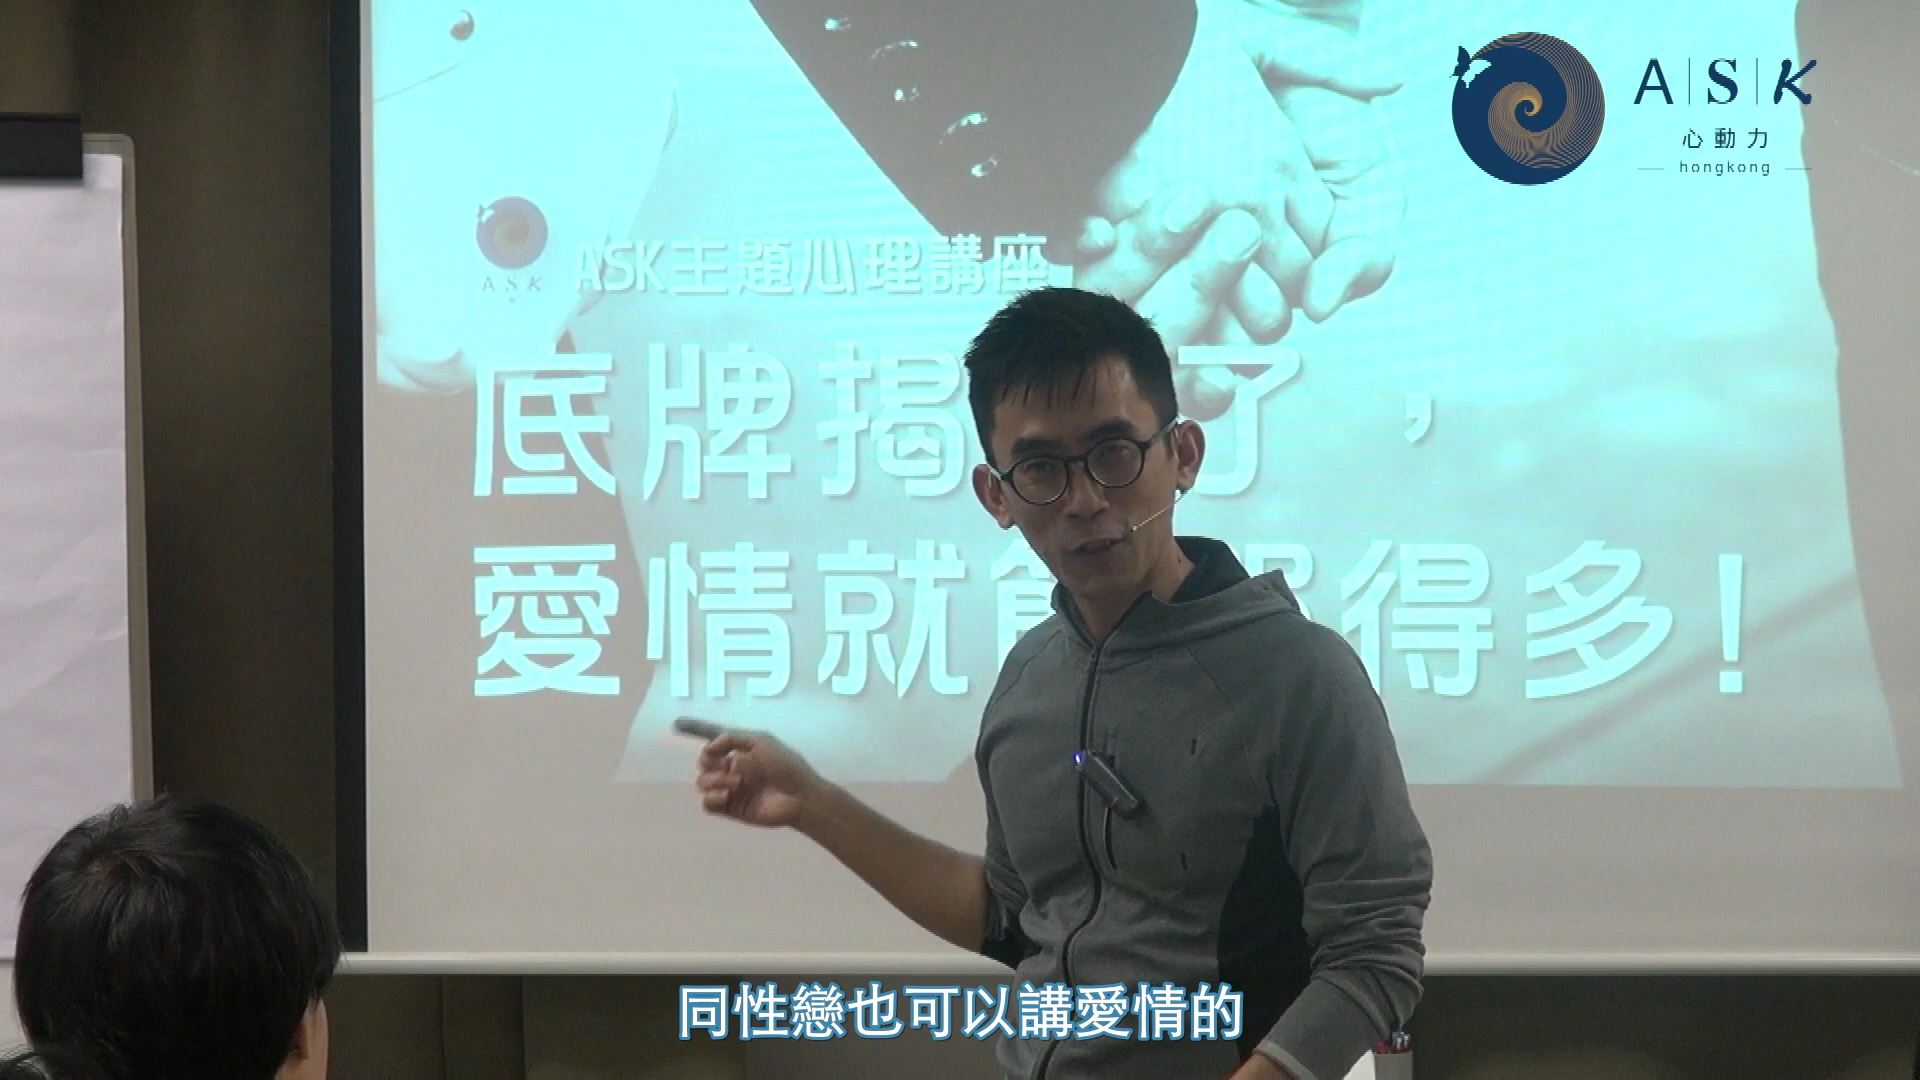 A|S|K
心動力
hongkong
ASK
ASK主題心理講座
底牌揭 了，
愛情就 得多!
同性戀也可以講愛情的